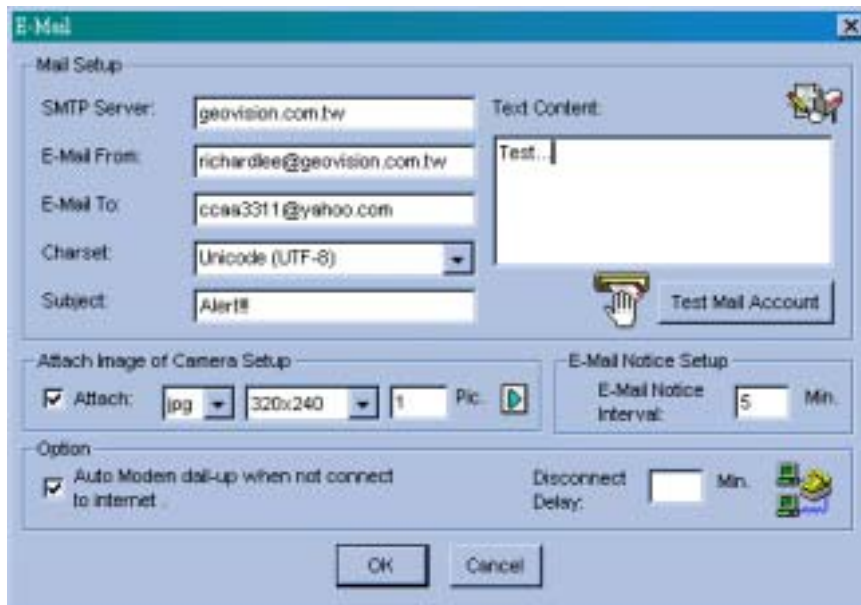 E-Mail
Mail Setup
SMTP Server:
geovision.com.tw
E-Mail From:
richardlee@geovision.com.tw
E-Mail To:
ccaa3311@yahoo.com
Charset:
Unicode (UTF-8)
Subject:
Alert!!!
Text Content:
Test...
Test Mail Account
Attach Image of Camera Setup
Attach:
jpg
320x240
1
Pic.
E-Mail Notice Setup
E-Mail Notice
Interval:
5
Min.
Option
Auto Modem dail-up when not connect
to internet .
Disconnect
Delay:
Min.
OK
Cancel